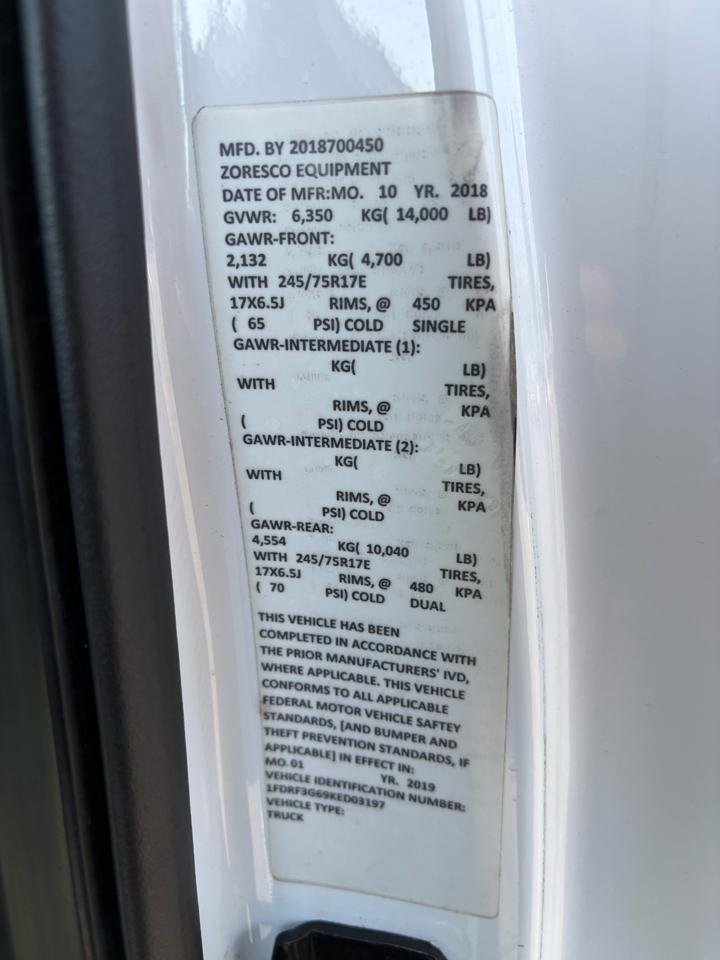 MFD. BY 2018700450
ZORESCO EQUIPMENT
DATE OF MFR:MO. 10 YR. 2018
GVWR: 6,350 KG( 14,000 LB)
GAWR-FRONT:
2,132 KG( 4,700 LB)
WITH 245/75R17E TIRES,
17X6.5J RIMS, @ 450 KPA
( 65 PSI) COLD SINGLE
GAWR-INTERMEDIATE (1):
KG( LB)
WITH TIRES,
RIMS, @ KPA
( PSI) COLD
GAWR-INTERMEDIATE (2):
KG( LB)
WITH TIRES,
RIMS, @ KPA
( PSI) COLD
GAWR-REAR:
4,554 KG( 10,040 LB)
WITH 245/75R17E TIRES,
17X6.5J RIMS, @ 480 KPA
( 70 PSI) COLD DUAL
THIS VEHICLE HAS BEEN
COMPLETED IN ACCORDANCE WITH
THE PRIOR MANUFACTURERS' IVD,
WHERE APPLICABLE. THIS VEHICLE
CONFORMS TO ALL APPLICABLE
FEDERAL MOTOR VEHICLE SAFTEY
STANDARDS, [AND BUMPER AND
THEFT PREVENTION STANDARDS, IF
APPLICABLE] IN EFFECT IN:
MO. 01 YR. 2019
VEHICLE IDENTIFICATION NUMBER:
1FDRF3G69KED03197
VEHICLE TYPE:
TRUCK